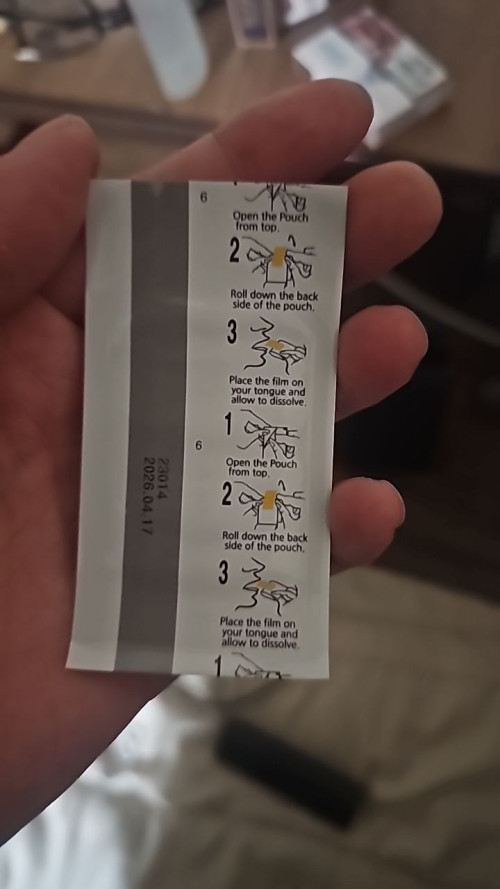 6
Open the Pouch
from top.
2
Roll down the back
side of the pouch.
3
Place the film on
your tongue and
allow to dissolve.
1
6
Open the Pouch
from top.
2
Roll down the back
side of the pouch.
3
Place the film on
your tongue and
allow to dissolve.
1
23014
2026.04.17